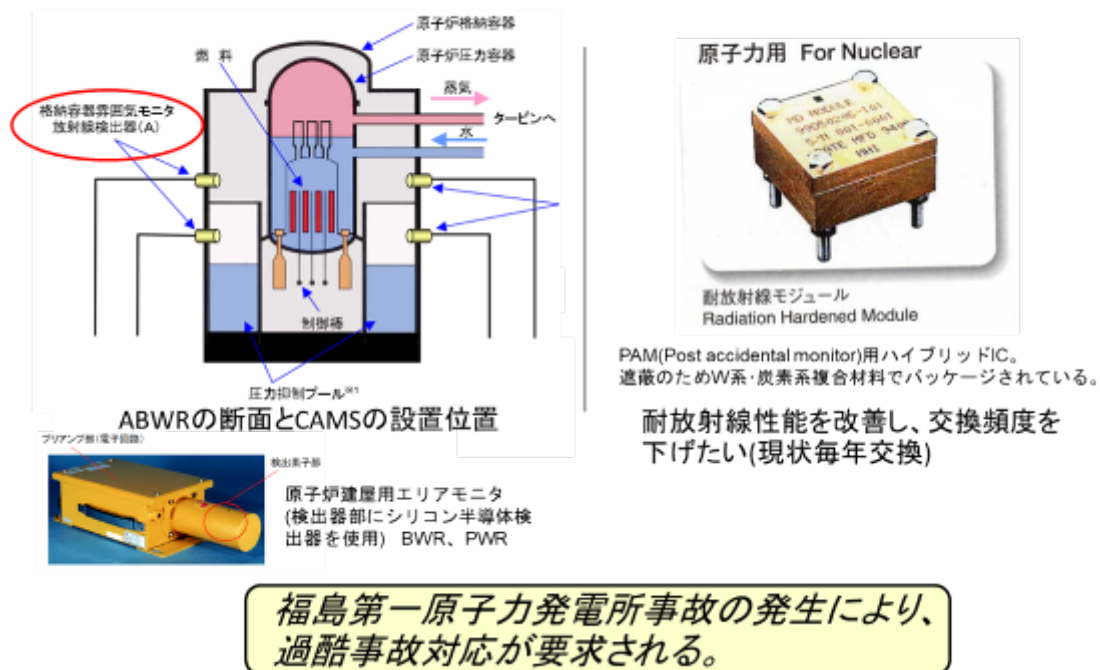 原子炉格納容器
燃 料
原子炉圧力容器
蒸気
格納容器雰囲気モニタ
放射線検出器(A)
タービンへ
水
制御棒
圧力抑制プール※1
ABWRの断面とCAMSの設置位置
プリアンプ部(電子回路)
検出素子部
原子炉建屋用エリアモニタ
(検出器部にシリコン半導体検
出器を使用) BWR、PWR
原子力用 For Nuclear
MD MODULE
耐放射線モジュール
Radiation Hardened Module
PAM(Post accidental monitor)用ハイブリッドIC。
遮蔽のためW系・炭素系複合材料でパッケージされている。
耐放射線性能を改善し、交換頻度を
下げたい(現状毎年交換)
福島第一原子力発電所事故の発生により、
過酷事故対応が要求される。